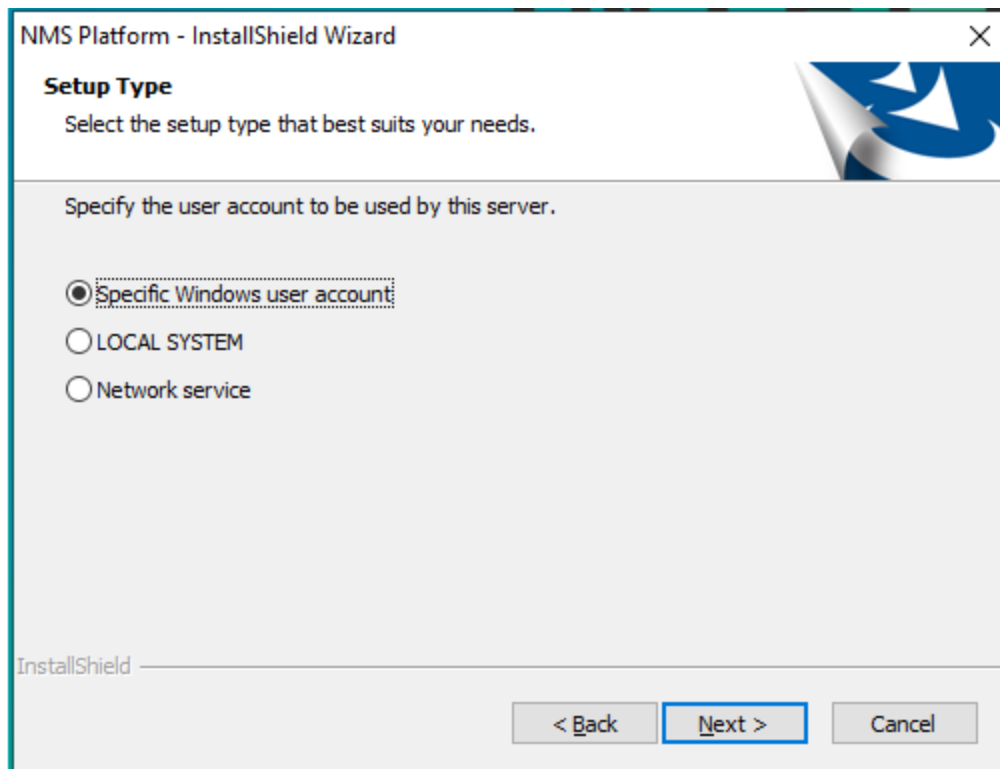 NMS Platform - InstallShield Wizard
Setup Type
Select the setup type that best suits your needs.
Specify the user account to be used by this server.
Specific Windows user account
LOCAL SYSTEM
Network service
InstallShield
< Back Next > Cancel